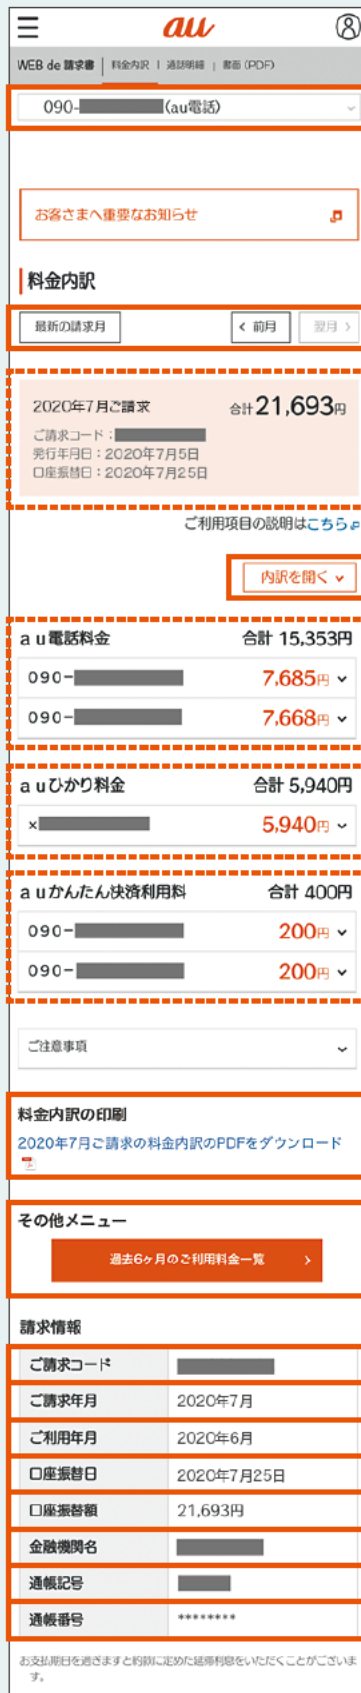 au
WEB de 請求書 | 料金内訳 | 通話明細 | 書面 (PDF)
090- (au電話)
お客さまへ重要なお知らせ
料金内訳
最新の請求月 < 前月 翌月 >
2020年7月ご請求 合計21,693円
ご請求コード：
発行年月日：2020年7月5日
口座振替日：2020年7月25日
ご利用項目の説明はこちら
内訳を開く
au電話料金 合計 15,353円
090- 7,685円
090- 7,668円
auひかり料金 合計 5,940円
× 5,940円
auかんたん決済利用料 合計 400円
090- 200円
090- 200円
ご注意事項
料金内訳の印刷
2020年7月ご請求の料金内訳のPDFをダウンロード
その他メニュー
過去6ヶ月のご利用料金一覧 >
請求情報
ご請求コード
ご請求年月 2020年7月
ご利用年月 2020年6月
口座振替日 2020年7月25日
口座振替額 21,693円
金融機関名
通帳記号
通帳番号 ********
お支払期日を過ぎますと約款に定めた延滞利息をいただくことがございま
す。